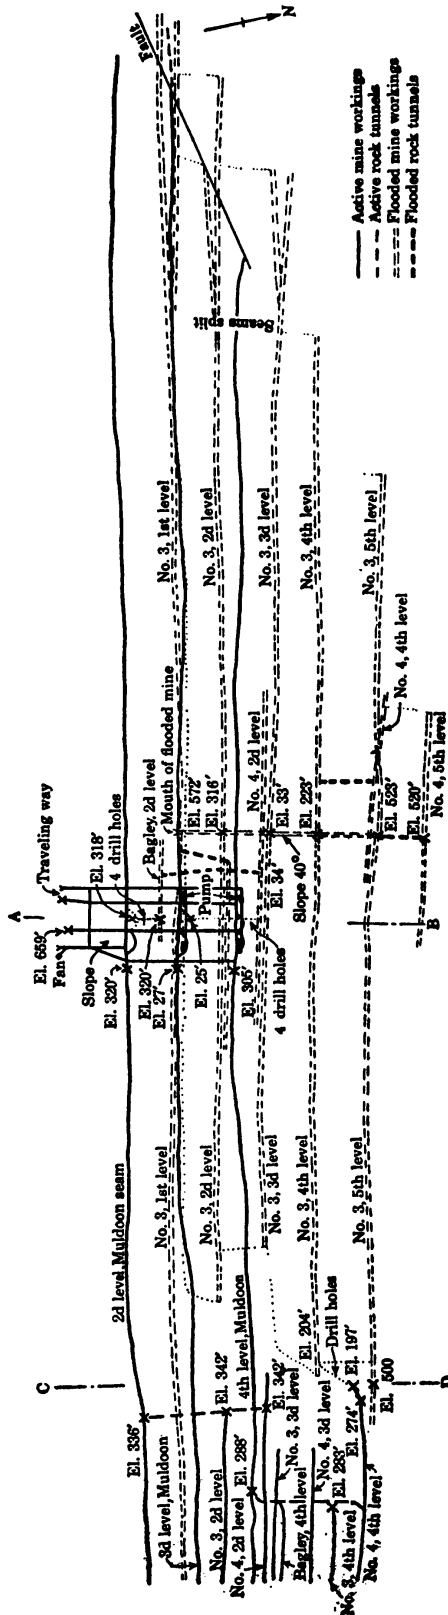 A
Traveling way
El. 659'
Fan
El. 318'
4 drill holes
Slope
El. 320'
Bagley, 2d level
Mouth of flooded mine
El. 572'
El. 320'
El. 27'
El. 316'
Pump
El. 25'
No. 4, 2d level
El. 33'
El. 34'
El. 305'
Slope 40°
El. 223'
4 drill holes
El. 523'
El. 520'
No. 4, 4th level
No. 4, 5th level
B
Fault
N
Seams split
Active mine workings
Active rock tunnels
Flooded mine workings
Flooded rock tunnels
No. 3, 1st level
No. 3, 2d level
No. 3, 3d level
No. 3, 4th level
No. 3, 5th level
2d level, Muldoon seam
No. 3, 1st level
No. 3, 2d level
No. 3, 3d level
No. 3, 4th level
No. 3, 5th level
C
El. 336'
3d level, Muldoon
El. 342'
4th level, Muldoon
No. 3, 2d level
No. 4, 2d level
El. 288'
El. 342'
No. 3, 3d level
Bagley, 4th level
No. 4, 3d level
El. 204'
Drill holes
El. 197'
El. 274'
El. 283'
No. 3, 4th level
No. 4, 4th level
El. 500
D